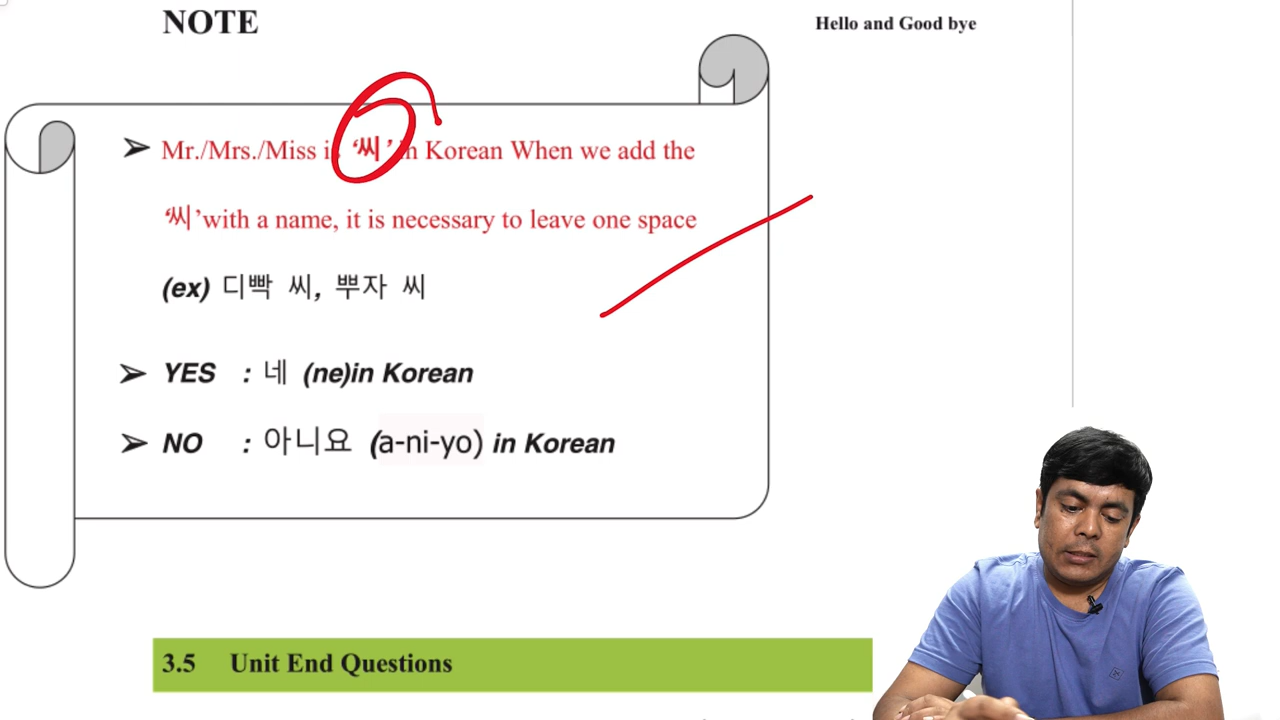 NOTE
Hello and Good bye
➢ Mr./Mrs./Miss is ‘씨’ in Korean When we add the
‘씨’with a name, it is necessary to leave one space
(ex) 디빡 씨, 뿌자 씨
➢ YES : 네 (ne)in Korean
➢ NO : 아니요 (a-ni-yo) in Korean
3.5 Unit End Questions